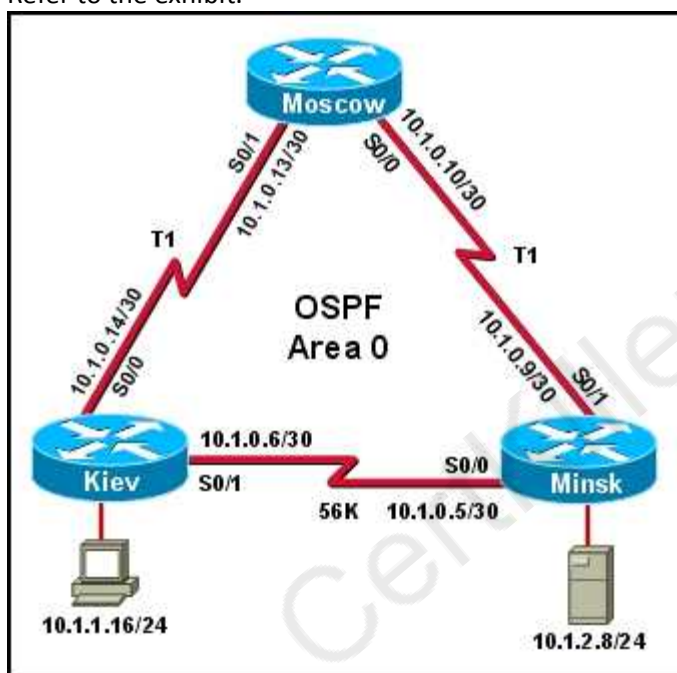 Refer to the exhibit.
Moscow
S0/1
10.1.0.13/30
S0/0
10.1.0.10/30
T1
T1
OSPF
Area 0
10.1.0.14/30
S0/0
10.1.0.9/30
S0/1
Kiev
10.1.0.6/30
S0/1
S0/0
Minsk
56K
10.1.0.5/30
10.1.1.16/24
10.1.2.8/24